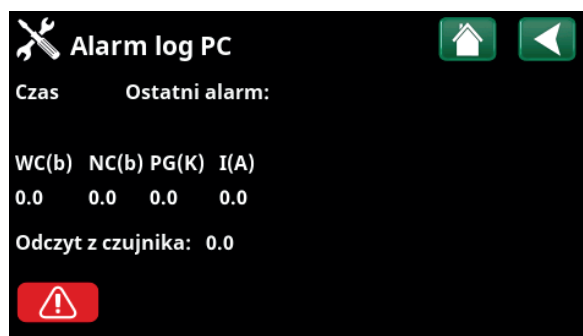 Alarm log PC
Czas Ostatni alarm:
WC(b) NC(b) PG(K) I(A)
0.0 0.0 0.0 0.0
Odczyt z czujnika: 0.0